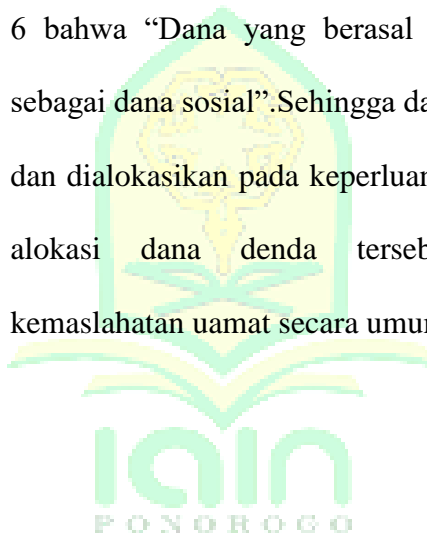 6 bahwa “Dana yang berasal
sebagai dana sosial”.Sehingga da
dan dialokasikan pada keperluan
alokasi dana denda terseb
kemaslahatan uamat secara umum
iain
PONOROGO